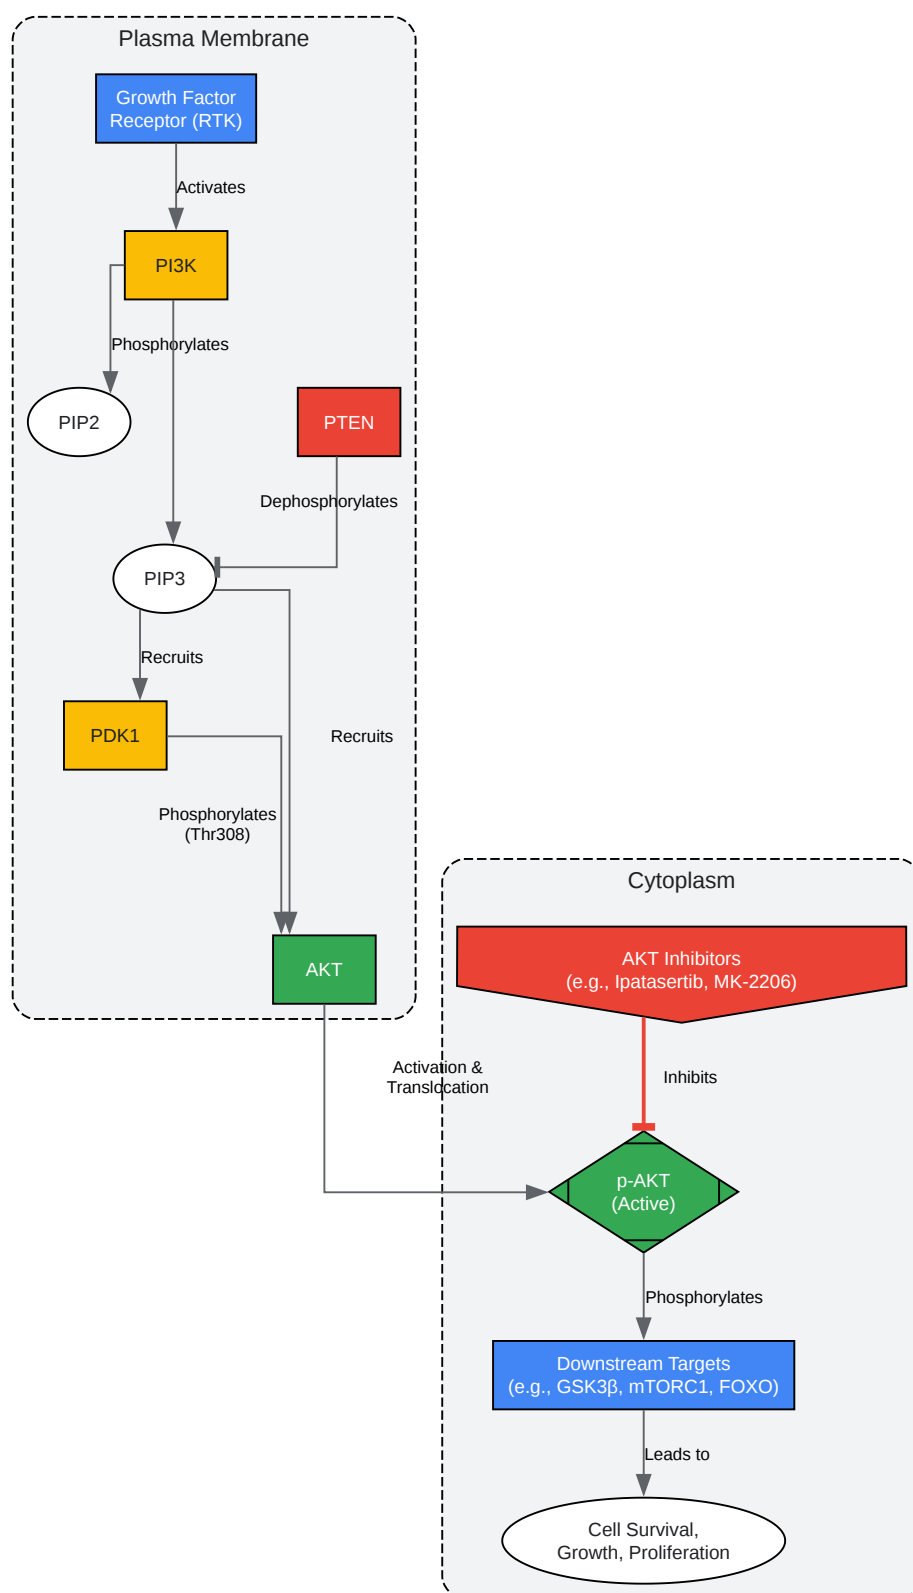 Plasma Membrane
Growth Factor
Receptor (RTK)
Activates
PI3K
Phosphorylates
PIP2
PTEN
Dephosphorylates
PIP3
Recruits
PDK1
Recruits
Phosphorylates
(Thr308)
AKT
Cytoplasm
AKT Inhibitors
(e.g., Ipatasertib, MK-2206)
Activation &
Translocation
Inhibits
p-AKT
(Active)
Phosphorylates
Downstream Targets
(e.g., GSK3β, mTORC1, FOXO)
Leads to
Cell Survival,
Growth, Proliferation